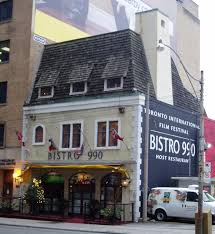 BISTRO 990
TORONTO INTERNATIONAL
FILM FESTIVAL
BISTRO 990
HOST RESTAURANT